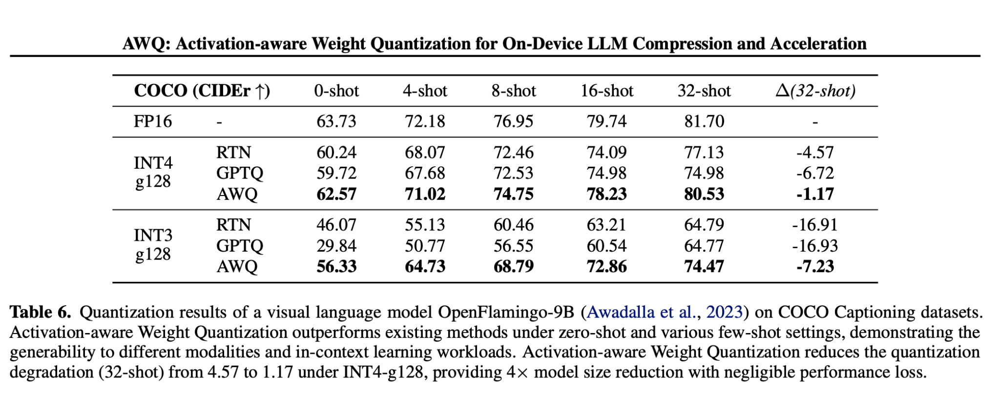 AWQ: Activation-aware Weight Quantization for On-Device LLM Compression and Acceleration
COCO (CIDEr ↑) 0-shot 4-shot 8-shot 16-shot 32-shot Δ(32-shot)
FP16 - 63.73 72.18 76.95 79.74 81.70 -
INT4 g128
RTN 60.24 68.07 72.46 74.09 77.13 -4.57
GPTQ 59.72 67.68 72.53 74.98 74.98 -6.72
AWQ 62.57 71.02 74.75 78.23 80.53 -1.17
INT3 g128
RTN 46.07 55.13 60.46 63.21 64.79 -16.91
GPTQ 29.84 50.77 56.55 60.54 64.77 -16.93
AWQ 56.33 64.73 68.79 72.86 74.47 -7.23
Table 6. Quantization results of a visual language model OpenFlamingo-9B (Awadalla et al., 2023) on COCO Captioning datasets.
Activation-aware Weight Quantization outperforms existing methods under zero-shot and various few-shot settings, demonstrating the
generability to different modalities and in-context learning workloads. Activation-aware Weight Quantization reduces the quantization
degradation (32-shot) from 4.57 to 1.17 under INT4-g128, providing 4× model size reduction with negligible performance loss.